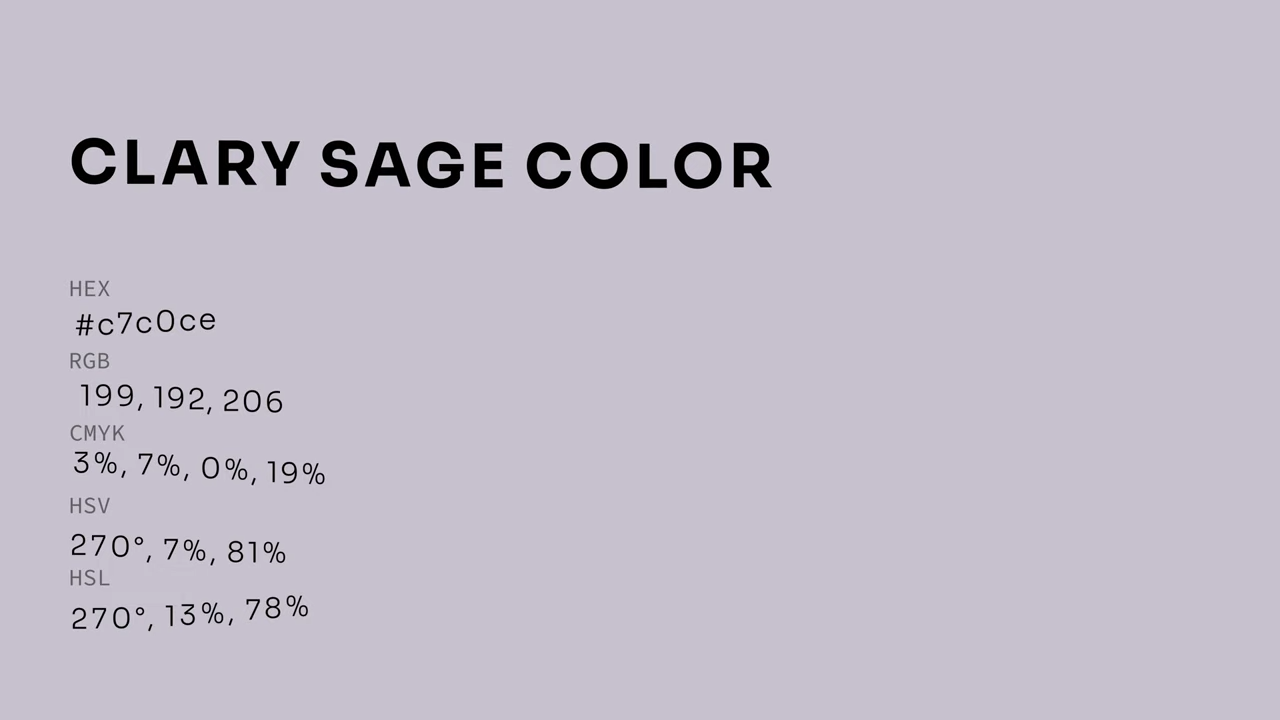 CLARY SAGE COLOR
HEX
#c7c0ce
RGB
199, 192, 206
CMYK
3%, 7%, 0%, 19%
HSV
270°, 7%, 81%
HSL
270°, 13%, 78%